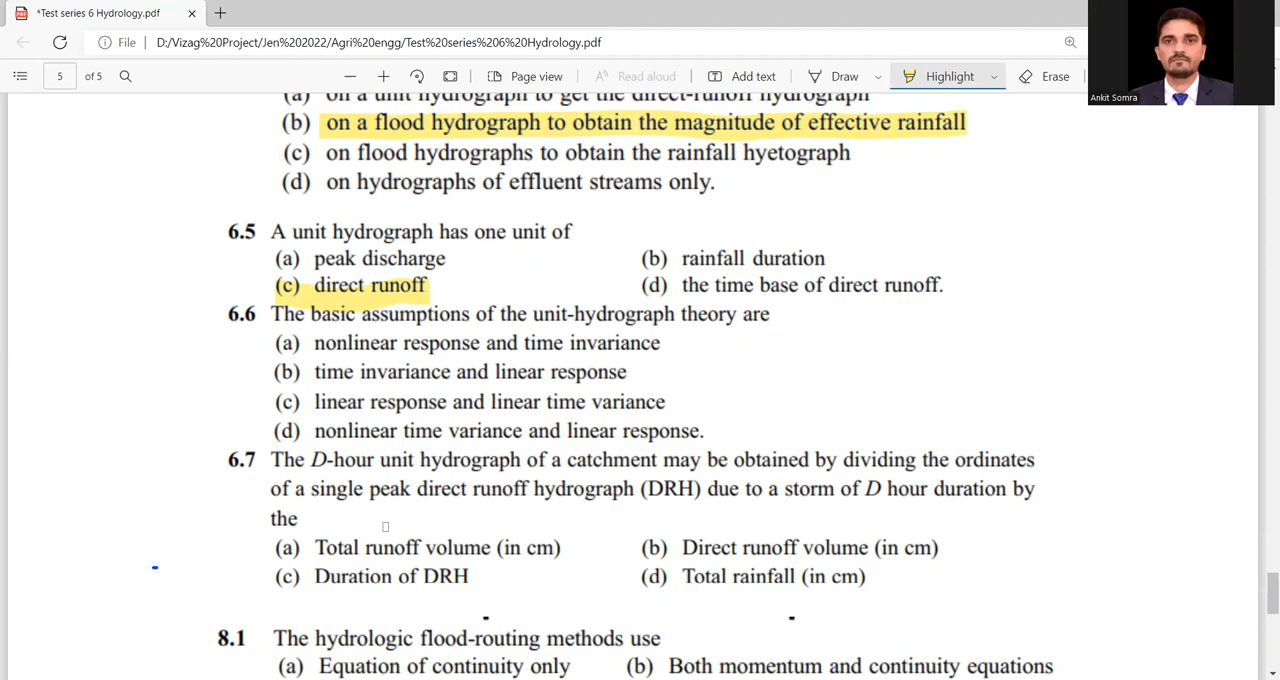 *Test series 6 Hydrology.pdf
File D:/Vizag%20Project/Jen%202022/Agri%20engg/Test%20series%206%20Hydrology.pdf
5 of 5 Page view Read aloud Add text Draw Highlight Erase
Ankit Somra
(a) on a unit hydrograph to get the direct-runoff hydrograph
(b) on a flood hydrograph to obtain the magnitude of effective rainfall
(c) on flood hydrographs to obtain the rainfall hyetograph
(d) on hydrographs of effluent streams only.
6.5 A unit hydrograph has one unit of
(a) peak discharge (b) rainfall duration
(c) direct runoff (d) the time base of direct runoff.
6.6 The basic assumptions of the unit-hydrograph theory are
(a) nonlinear response and time invariance
(b) time invariance and linear response
(c) linear response and linear time variance
(d) nonlinear time variance and linear response.
6.7 The D-hour unit hydrograph of a catchment may be obtained by dividing the ordinates
of a single peak direct runoff hydrograph (DRH) due to a storm of D hour duration by
the
(a) Total runoff volume (in cm) (b) Direct runoff volume (in cm)
(c) Duration of DRH (d) Total rainfall (in cm)
8.1 The hydrologic flood-routing methods use
(a) Equation of continuity only (b) Both momentum and continuity equations